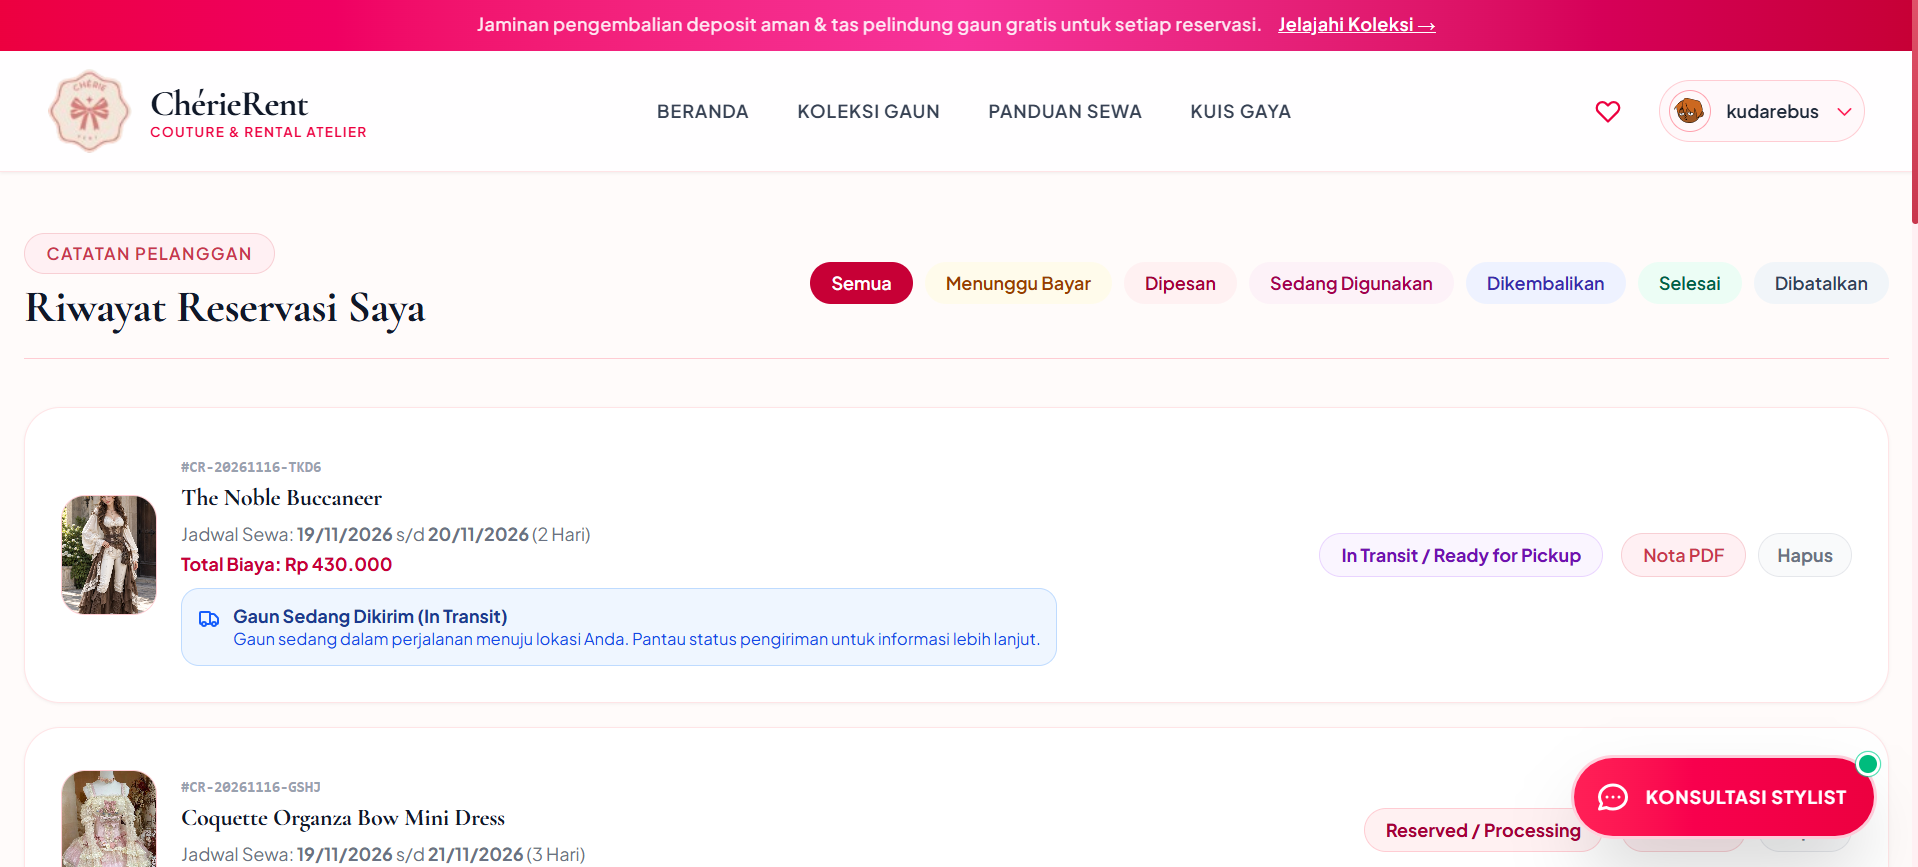 Jaminan pengembalian deposit aman & tas pelindung gaun gratis untuk setiap reservasi. Jelajahi Koleksi →
CHÉRIE
RENT
ChérieRent
COUTURE & RENTAL ATELIER
BERANDA
KOLEKSI GAUN
PANDUAN SEWA
KUIS GAYA
kudarebus
CATATAN PELANGGAN
Riwayat Reservasi Saya
Semua
Menunggu Bayar
Dipesan
Sedang Digunakan
Dikembalikan
Selesai
Dibatalkan
#CR-20261116-TKD6
The Noble Buccaneer
Jadwal Sewa: 19/11/2026 s/d 20/11/2026 (2 Hari)
Total Biaya: Rp 430.000
Gaun Sedang Dikirim (In Transit)
Gaun sedang dalam perjalanan menuju lokasi Anda. Pantau status pengiriman untuk informasi lebih lanjut.
In Transit / Ready for Pickup
Nota PDF
Hapus
#CR-20261116-GSHJ
Coquette Organza Bow Mini Dress
Jadwal Sewa: 19/11/2026 s/d 21/11/2026 (3 Hari)
Reserved / Processing
KONSULTASI STYLIST